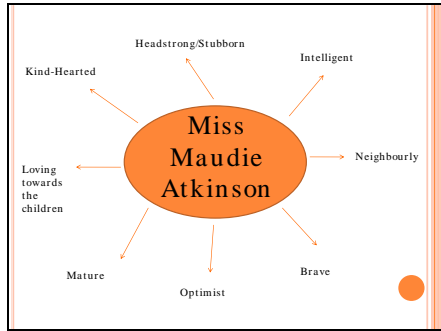 Headstrong/Stubborn
Intelligent
Kind-Hearted
Miss
Maudie
Atkinson
Neighbourly
Loving
towards
the
children
Mature
Optimist
Brave